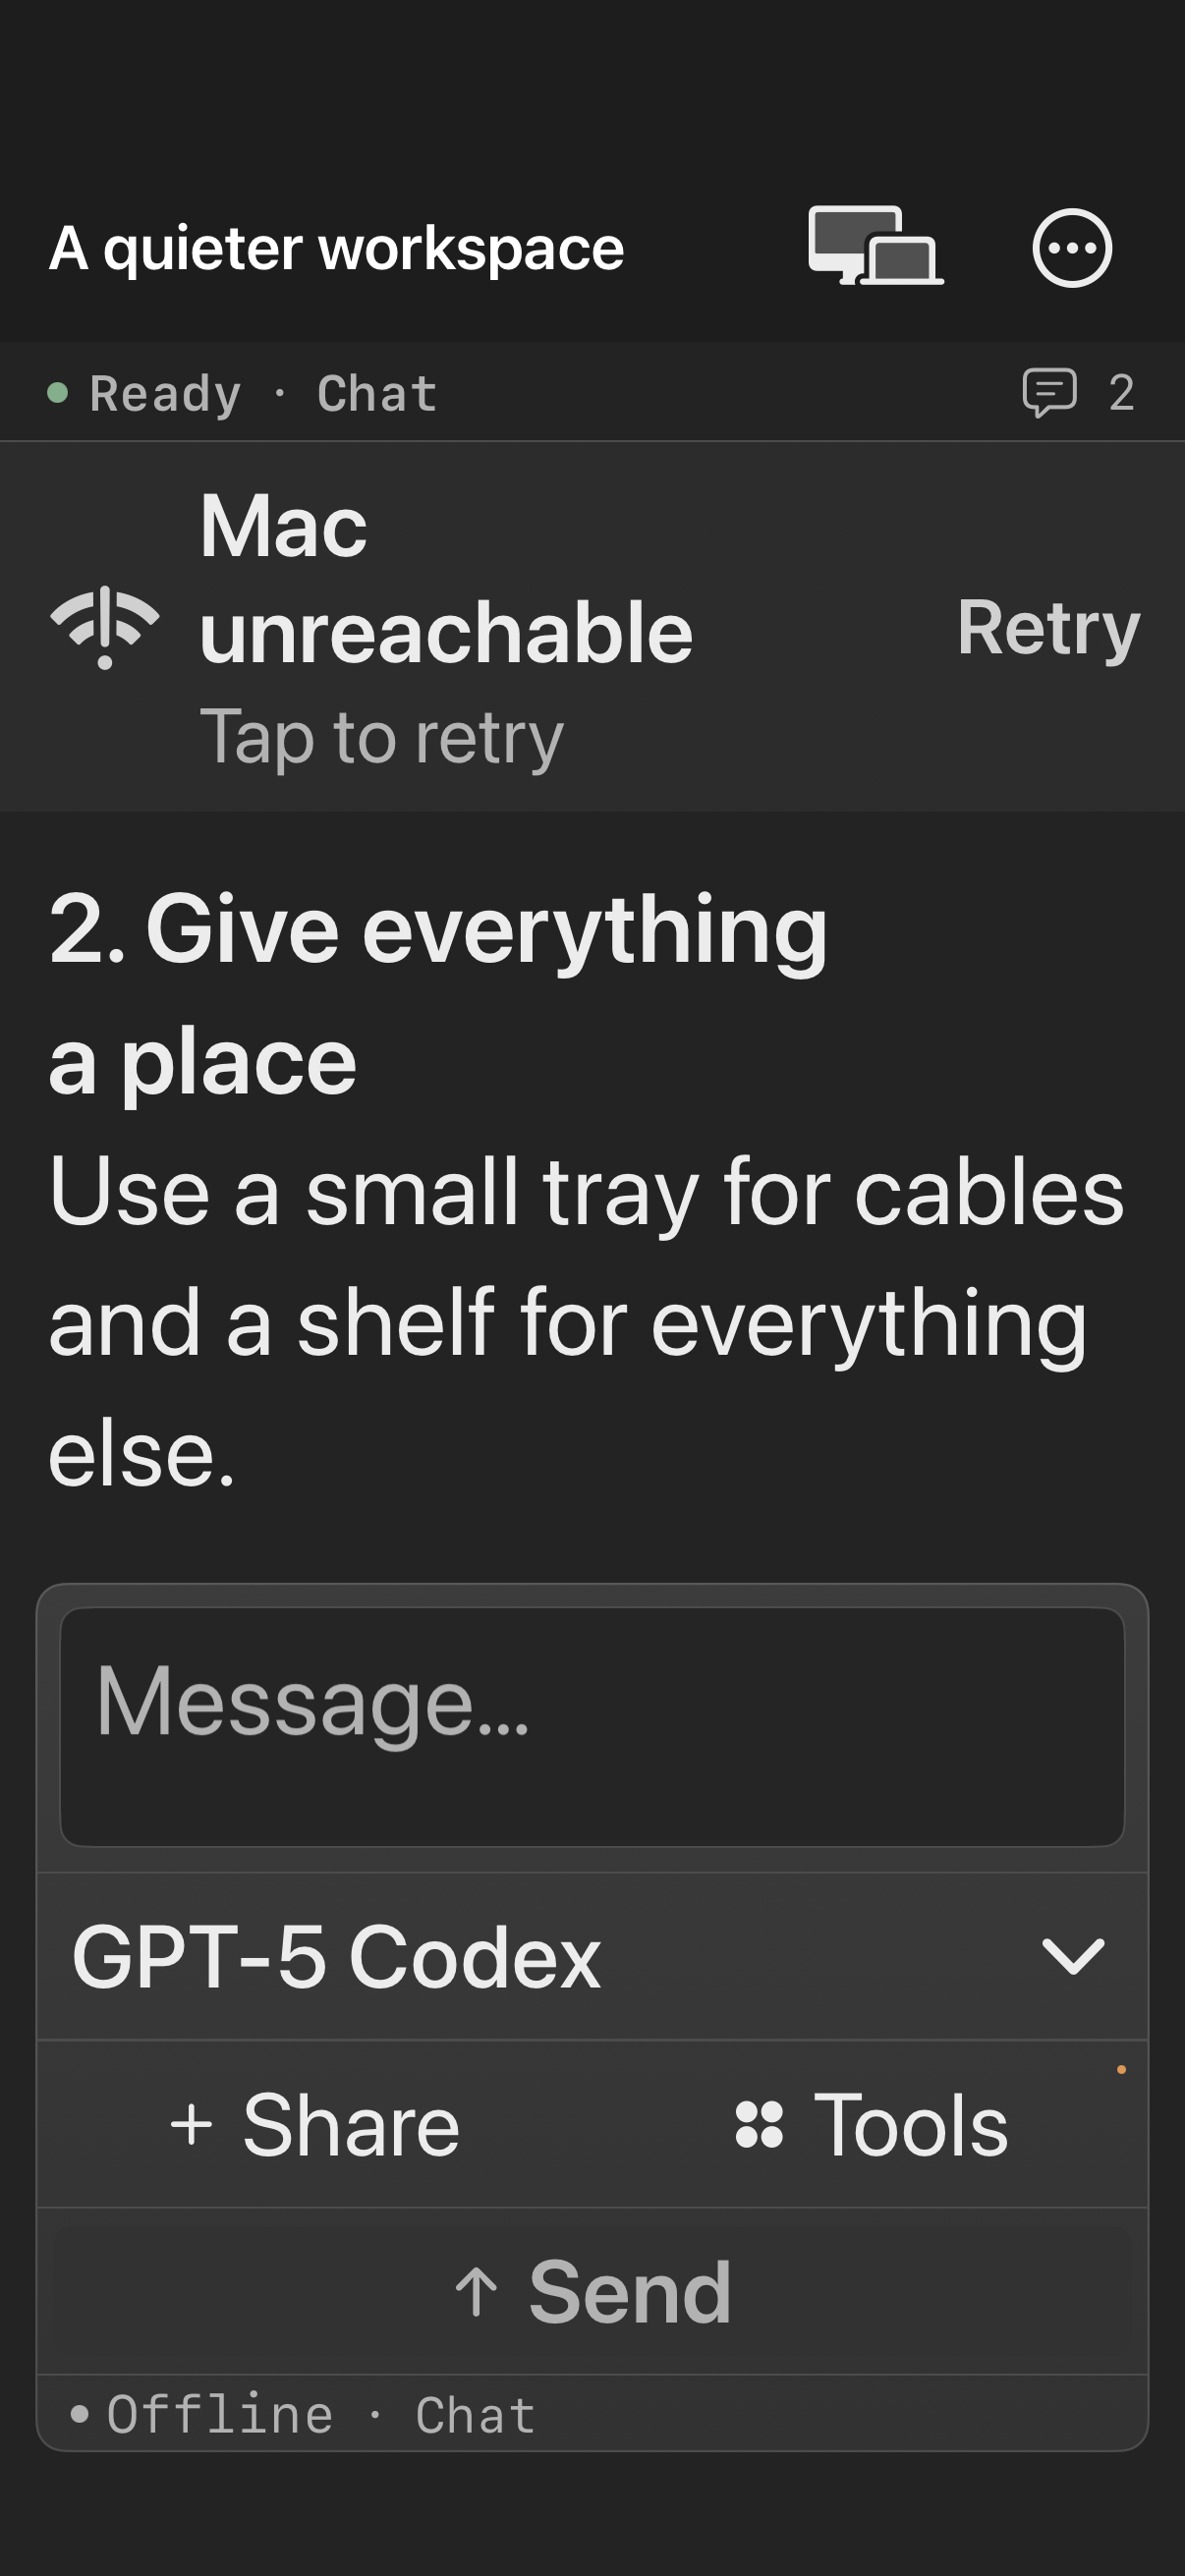 A quieter workspace
Ready · Chat 2
Mac
unreachable
Retry
Tap to retry
2. Give everything
a place
Use a small tray for cables
and a shelf for everything
else.
Message…
GPT-5 Codex
+ Share Tools
↑ Send
Offline · Chat